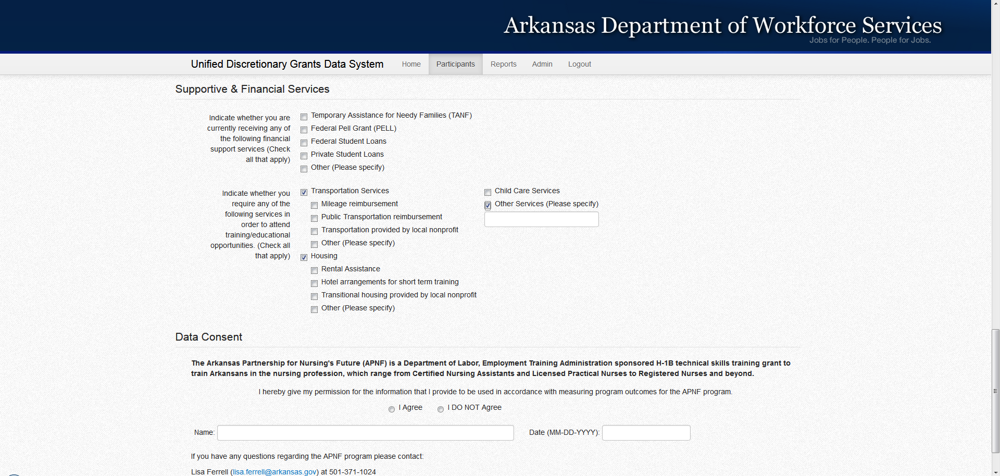 Arkansas Department of Workforce Services
Jobs for People. People for Jobs.
Unified Discretionary Grants Data System Home Participants Reports Admin Logout
Supportive & Financial Services
Indicate whether you are
currently receiving any of
the following financial
support services (Check
all that apply)
Temporary Assistance for Needy Families (TANF)
Federal Pell Grant (PELL)
Federal Student Loans
Private Student Loans
Other (Please specify)
Indicate whether you
require any of the
following services in
order to attend
training/educational
opportunities. (Check all
that apply)
Transportation Services
Mileage reimbursement
Public Transportation reimbursement
Transportation provided by local nonprofit
Other (Please specify)
Housing
Rental Assistance
Hotel arrangements for short term training
Transitional housing provided by local nonprofit
Other (Please specify)
Child Care Services
Other Services (Please specify)
Data Consent
The Arkansas Partnership for Nursing's Future (APNF) is a Department of Labor, Employment Training Administration sponsored H-1B technical skills training grant to
train Arkansans in the nursing profession, which range from Certified Nursing Assistants and Licensed Practical Nurses to Registered Nurses and beyond.
I hereby give my permission for the information that I provide to be used in accordance with measuring program outcomes for the APNF program.
I Agree I DO NOT Agree
Name: Date (MM-DD-YYYY):
If you have any questions regarding the APNF program please contact:
Lisa Ferrell (lisa.ferrell@arkansas.gov) at 501-371-1024